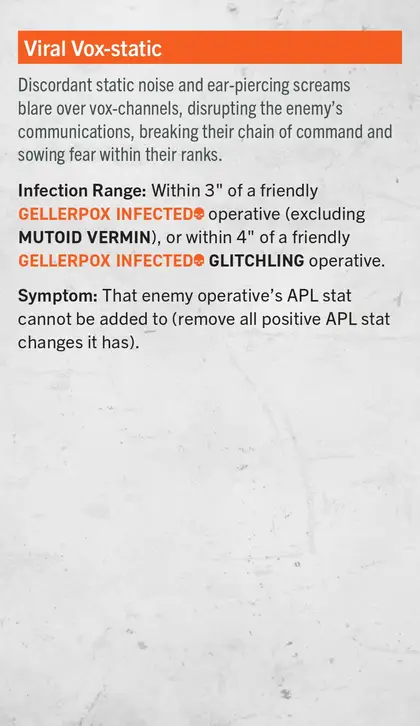 Viral Vox-static
Discordant static noise and ear-piercing screams
blare over vox-channels, disrupting the enemy’s
communications, breaking their chain of command and
sowing fear within their ranks.
Infection Range: Within 3" of a friendly
GELLERPOX INFECTED operative (excluding
MUTOID VERMIN), or within 4" of a friendly
GELLERPOX INFECTED GLITCHLING operative.
Symptom: That enemy operative’s APL stat
cannot be added to (remove all positive APL stat
changes it has).